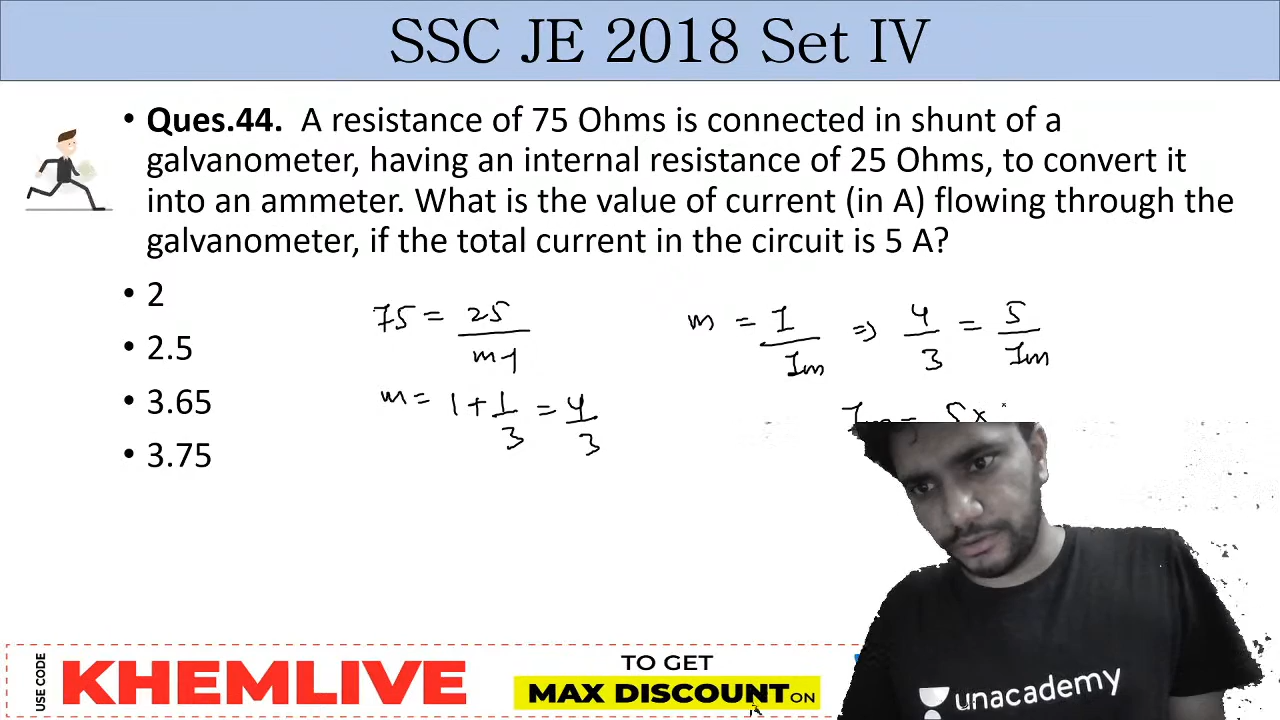 SSC JE 2018 Set IV
• Ques.44. A resistance of 75 Ohms is connected in shunt of a
galvanometer, having an internal resistance of 25 Ohms, to convert it
into an ammeter. What is the value of current (in A) flowing through the
galvanometer, if the total current in the circuit is 5 A?
• 2
• 2.5
• 3.65
• 3.75
75 = 25/m-1
m = 1 + 1/3 = 4/3
m = I/Im ⇒ 4/3 = 5/Im
Im = 5x
USE CODE
KHEMLIVE
TO GET
MAX DISCOUNT ON
unacademy